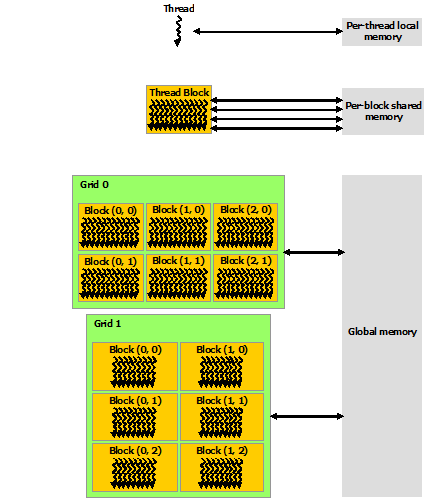 Thread
Per-thread local
memory
Thread Block
Per-block shared
memory
Grid 0
Block (0, 0) Block (1, 0) Block (2, 0)
Block (0, 1) Block (1, 1) Block (2, 1)
Global memory
Grid 1
Block (0, 0) Block (1, 0)
Block (0, 1) Block (1, 1)
Block (0, 2) Block (1, 2)